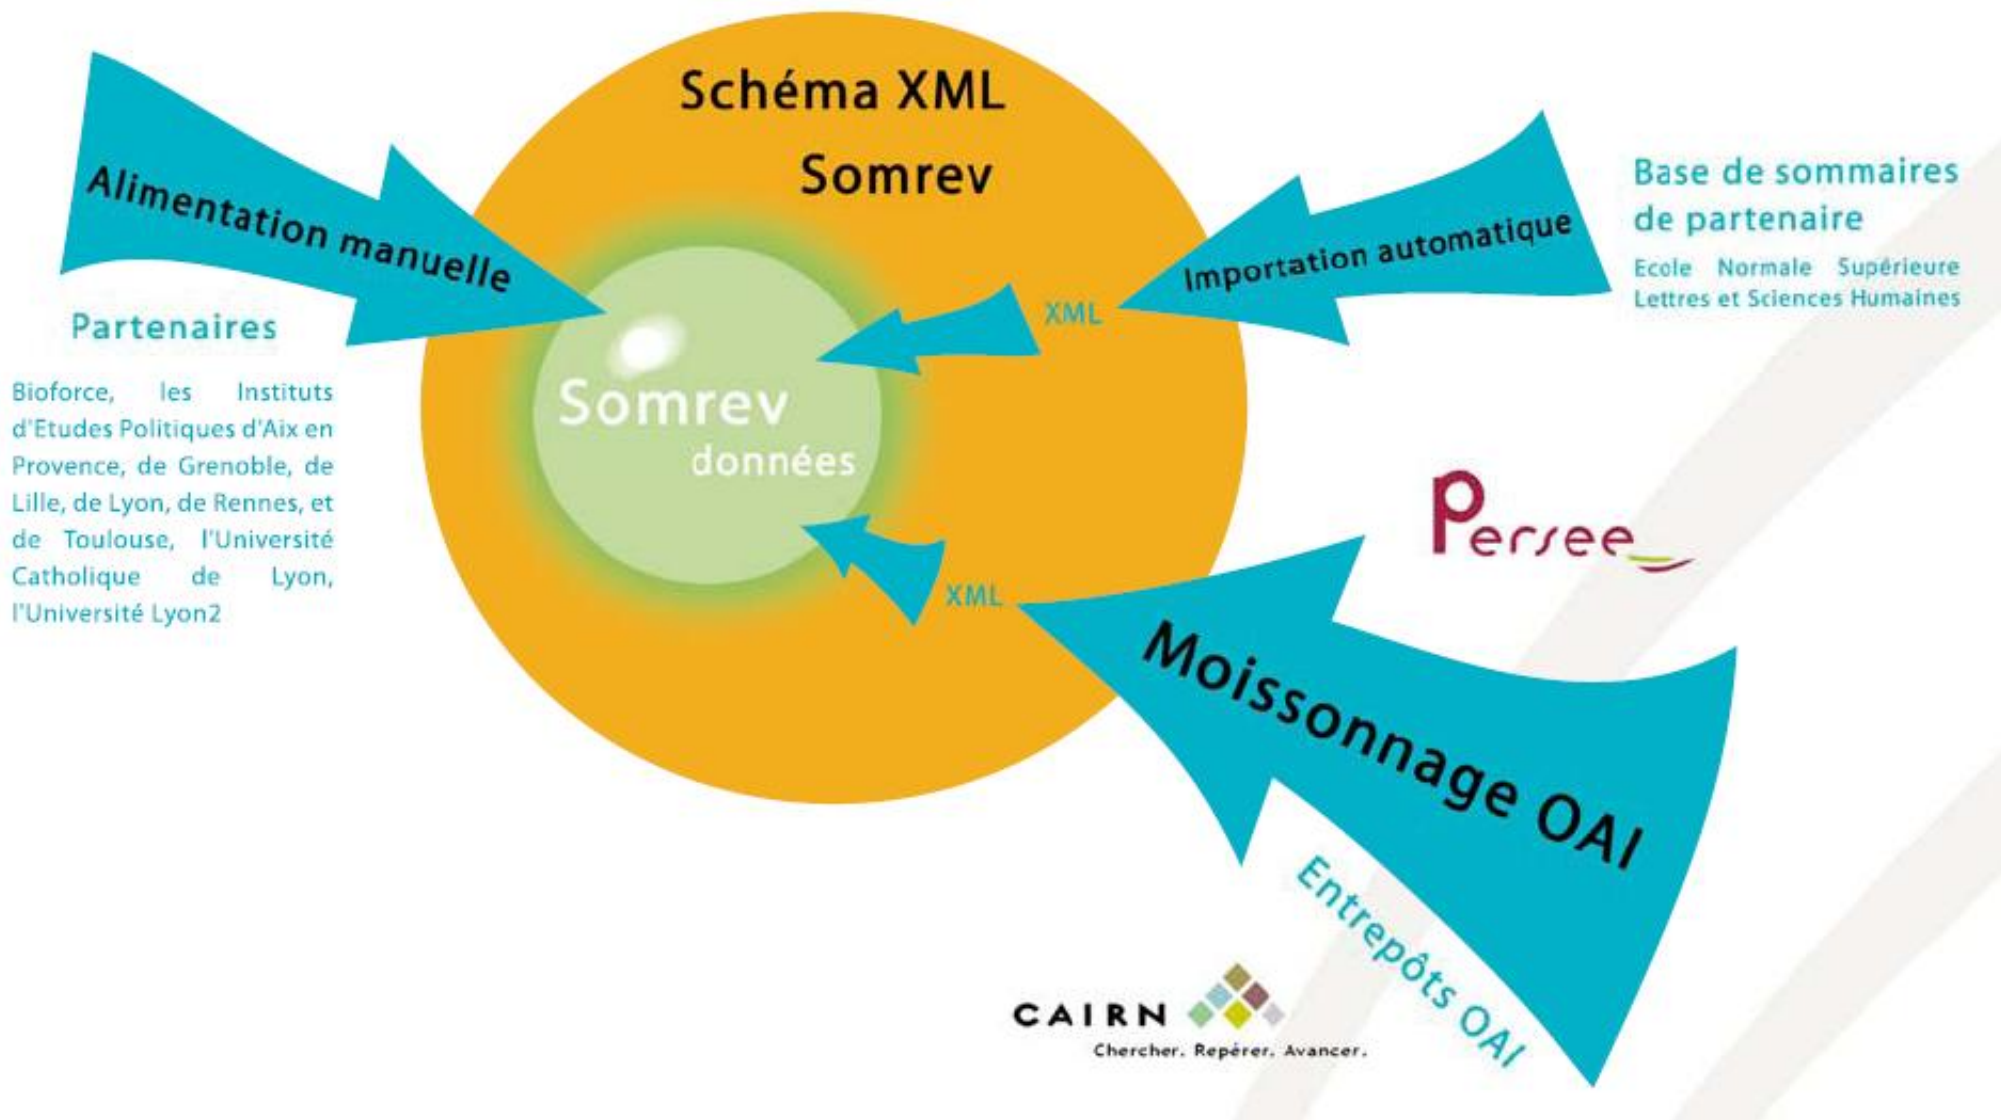 Schéma XML
Somrev
Alimentation manuelle
Partenaires
Bioforce, les Instituts
d'Etudes Politiques d'Aix en
Provence, de Grenoble, de
Lille, de Lyon, de Rennes, et
de Toulouse, l'Université
Catholique de Lyon,
l'Université Lyon2
Somrev
données
XML
XML
Importation automatique
Base de sommaires
de partenaire
Ecole Normale Supérieure
Lettres et Sciences Humaines
Persee
Moissonnage OAI
Entrepôts OAI
CAIRN
Chercher. Repérer. Avancer.